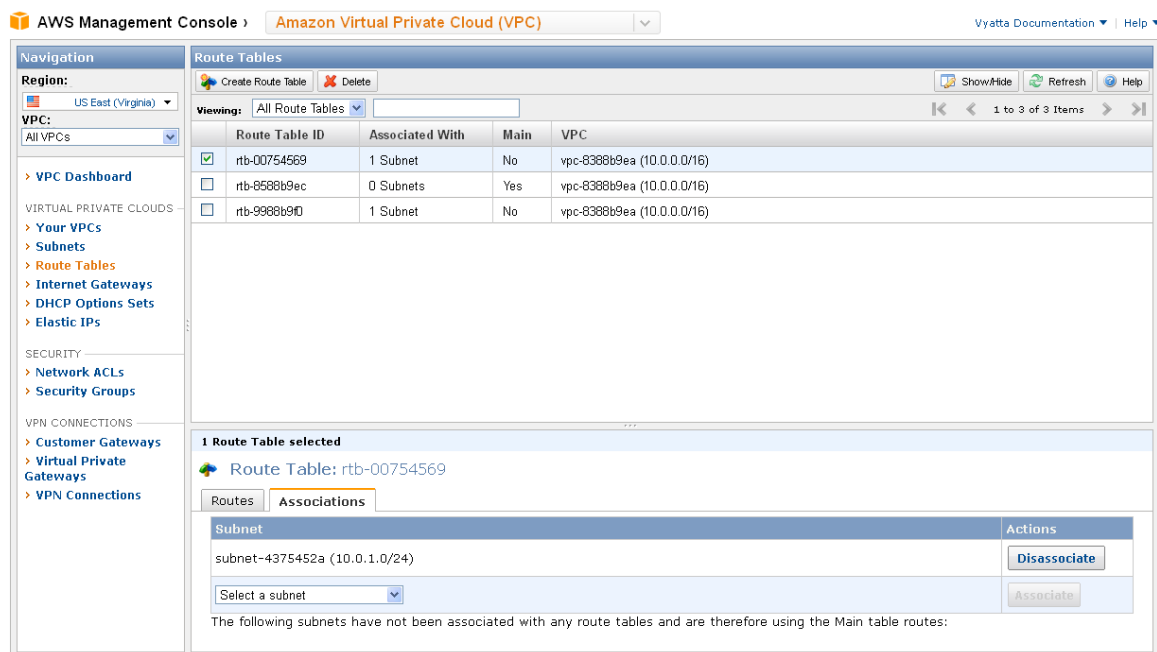 AWS Management Console › Amazon Virtual Private Cloud (VPC) Vyatta Documentation Help
Navigation
Region:
US East (Virginia)
VPC:
All VPCs
VPC Dashboard
VIRTUAL PRIVATE CLOUDS
Your VPCs
Subnets
Route Tables
Internet Gateways
DHCP Options Sets
Elastic IPs
SECURITY
Network ACLs
Security Groups
VPN CONNECTIONS
Customer Gateways
Virtual Private
Gateways
VPN Connections
Route Tables
Create Route Table Delete Show/Hide Refresh Help
Viewing: All Route Tables 1 to 3 of 3 Items
Route Table ID Associated With Main VPC
rtb-00754569 1 Subnet No vpc-8388b9ea (10.0.0.0/16)
rtb-8588b9ec 0 Subnets Yes vpc-8388b9ea (10.0.0.0/16)
rtb-9988b9f0 1 Subnet No vpc-8388b9ea (10.0.0.0/16)
1 Route Table selected
Route Table: rtb-00754569
Routes Associations
Subnet Actions
subnet-4375452a (10.0.1.0/24) Disassociate
Select a subnet Associate
The following subnets have not been associated with any route tables and are therefore using the Main table routes: